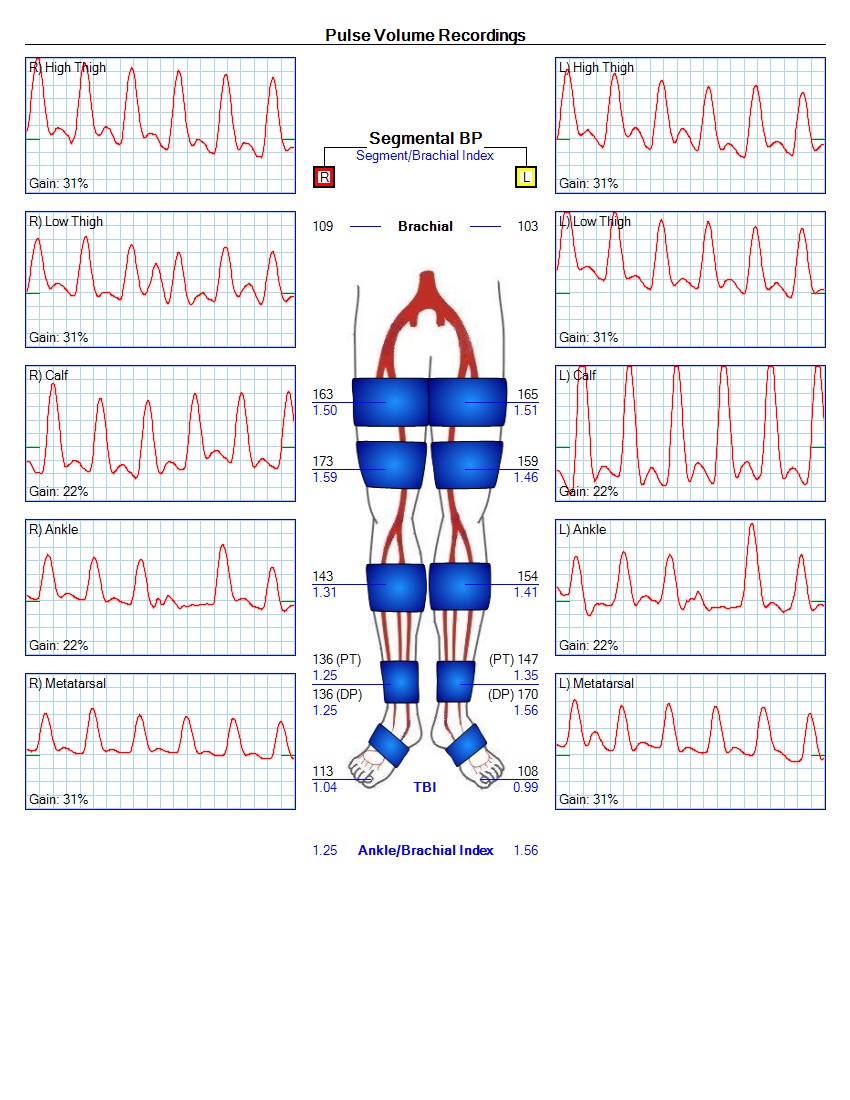 Pulse Volume Recordings
R) High Thigh
Gain: 31%
L) High Thigh
Gain: 31%
Segmental BP
Segment/Brachial Index
R
L
109 Brachial 103
R) Low Thigh
Gain: 31%
L) Low Thigh
Gain: 31%
R) Calf
Gain: 22%
L) Calf
Gain: 22%
163 165
1.50 1.51
173 159
1.59 1.46
R) Ankle
Gain: 22%
L) Ankle
Gain: 22%
143 154
1.31 1.41
136 (PT) (PT) 147
1.25 1.35
136 (DP) (DP) 170
1.25 1.56
R) Metatarsal
Gain: 31%
L) Metatarsal
Gain: 31%
113 108
1.04 TBI 0.99
1.25 Ankle/Brachial Index 1.56